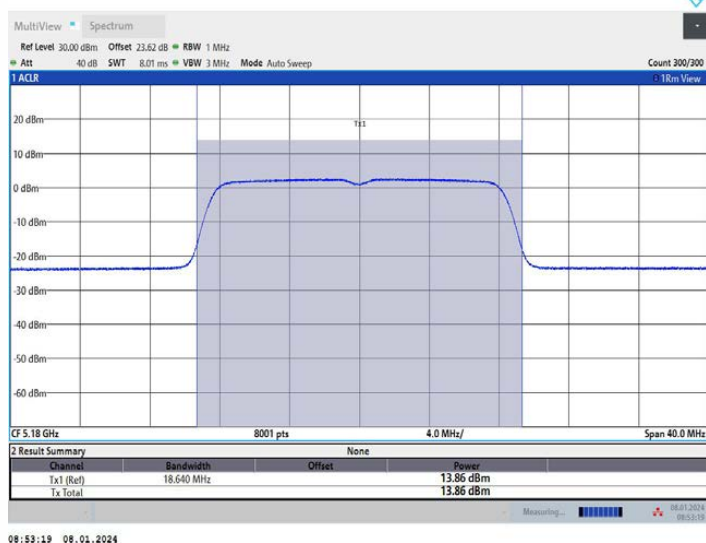 MultiView Spectrum
Ref Level 30.00 dBm Offset 23.62 dB RBW 1 MHz
Att 40 dB SWT 8.01 ms VBW 3 MHz Mode Auto Sweep Count 300/300
1 ACLR 1Rm View
Tx1
20 dBm
10 dBm
0 dBm
-10 dBm
-20 dBm
-30 dBm
-40 dBm
-50 dBm
-60 dBm
CF 5.18 GHz 8001 pts 4.0 MHz/ Span 40.0 MHz
2 Result Summary None
Channel Bandwidth Offset Power
Tx1 (Ref) 18.640 MHz 13.86 dBm
Tx Total 13.86 dBm
Measuring... 08.01.2024
08:53:19
08:53:19 08.01.2024